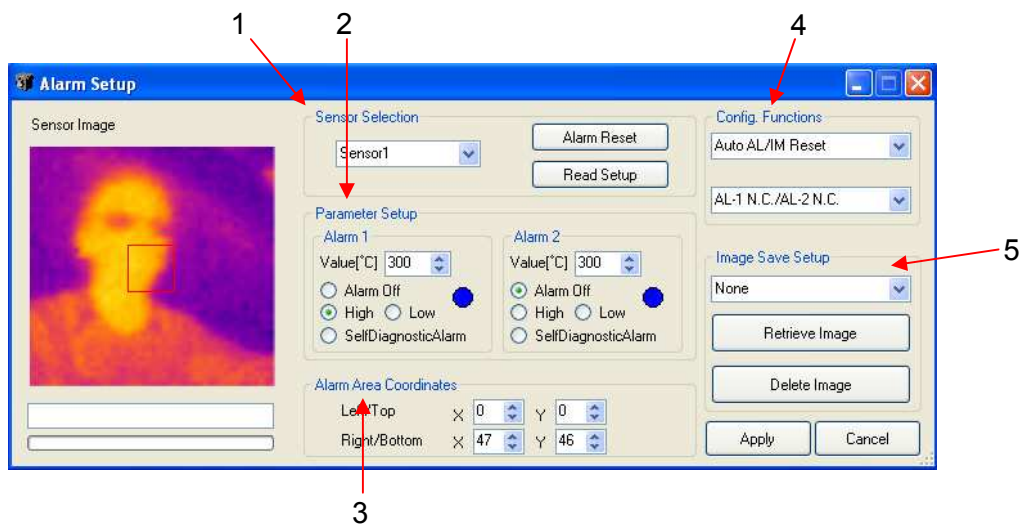 1
2
4
Alarm Setup
Sensor Image
Sensor Selection
Sensor1
Alarm Reset
Read Setup
Parameter Setup
Alarm 1
Value[°C] 300
Alarm Off
High Low
SelfDiagnosticAlarm
Alarm 2
Value[°C] 300
Alarm Off
High Low
SelfDiagnosticAlarm
Alarm Area Coordinates
Left/Top X 0 Y 0
Right/Bottom X 47 Y 46
Config. Functions
Auto AL/IM Reset
AL-1 N.C./AL-2 N.C.
Image Save Setup
5
None
Retrieve Image
Delete Image
Apply Cancel
3